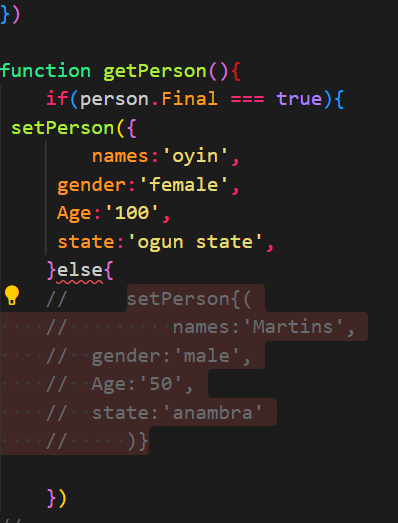 })
function getPerson(){
if(person.Final === true){
setPerson({
names:'oyin',
gender:'female',
Age:'100',
state:'ogun state',
}else{
// setPerson{(
// names:'Martins',
// gender:'male',
// Age:'50',
// state:'anambra'
// )}
})
//